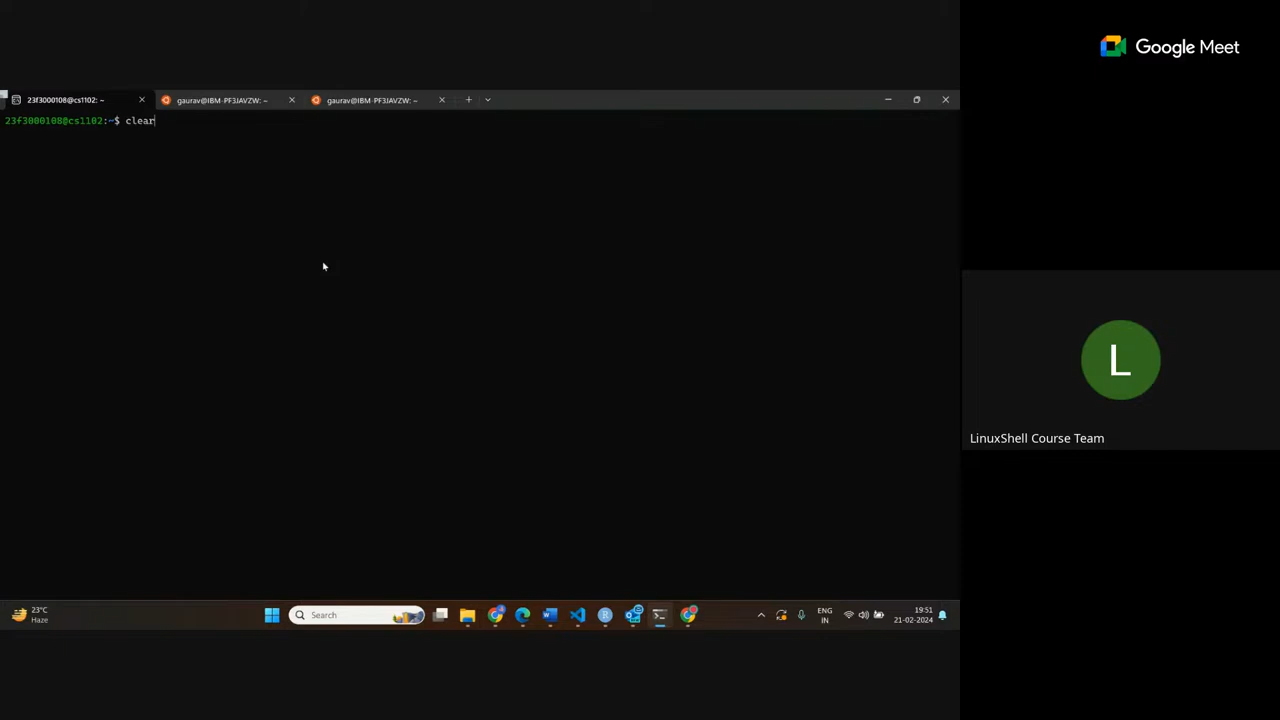 Google Meet
23f3000108@cs1102: ~
gaurav@IBM-PF3JAVZW: ~
gaurav@IBM-PF3JAVZW: ~
23f3000108@cs1102:~$ clear
L
LinuxShell Course Team
23°C
Haze
Search
ENG
IN
19:51
21-02-2024